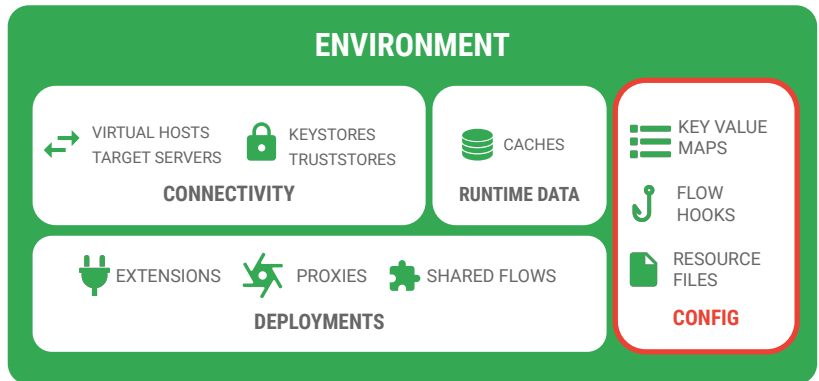 ENVIRONMENT
VIRTUAL HOSTS
TARGET SERVERS
KEYSTORES
TRUSTSTORES
CONNECTIVITY
CACHES
RUNTIME DATA
KEY VALUE
MAPS
FLOW
HOOKS
RESOURCE
FILES
CONFIG
EXTENSIONS
PROXIES
SHARED FLOWS
DEPLOYMENTS